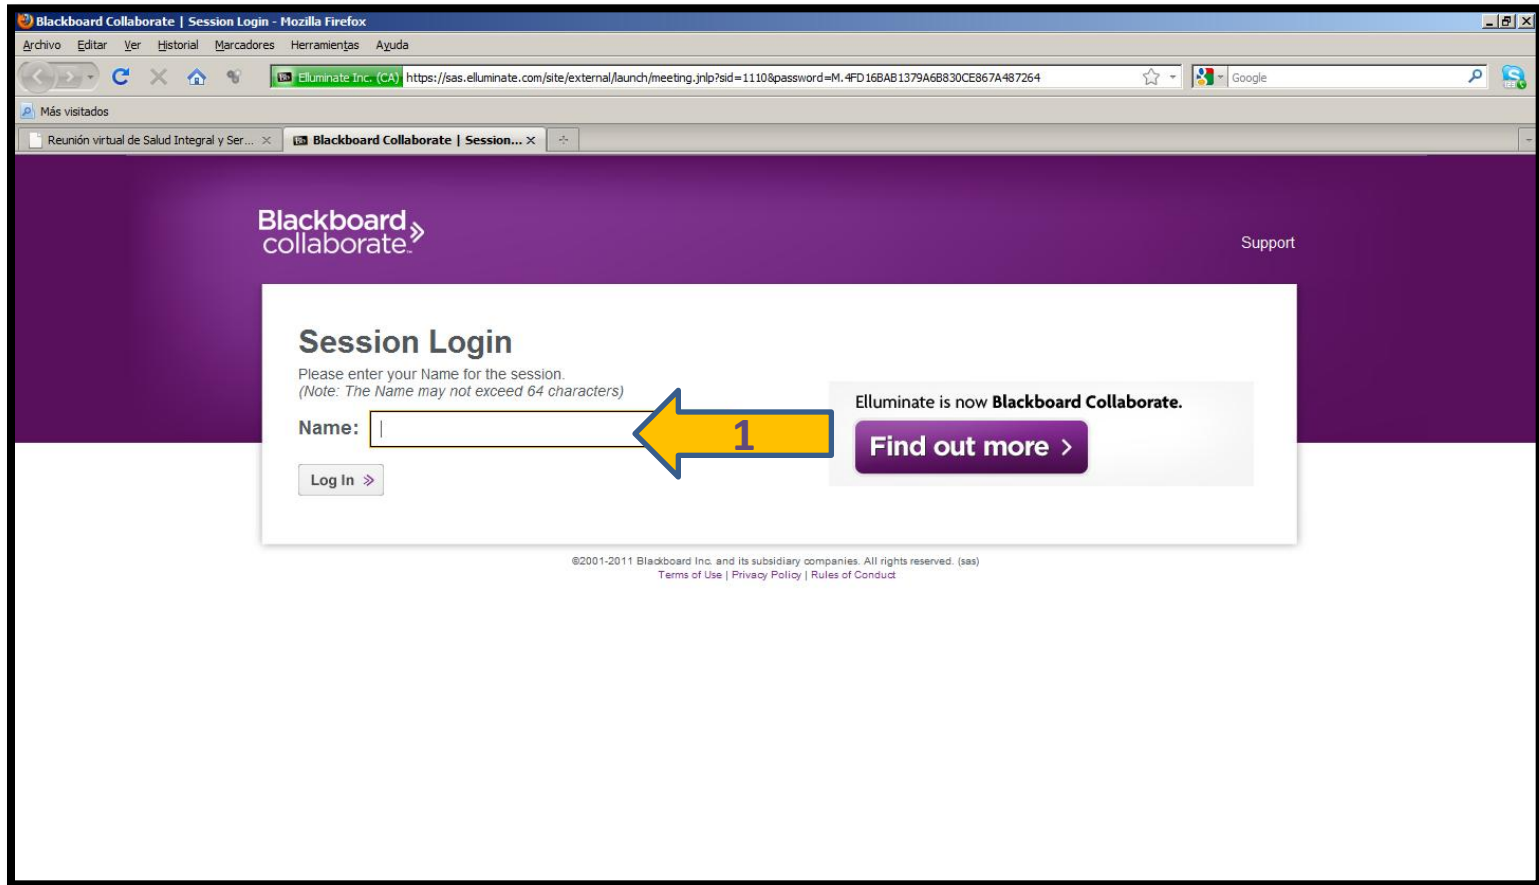 Blackboard Collaborate | Session Login - Mozilla Firefox
Archivo Editar Ver Historial Marcadores Herramientas Ayuda
Elluminate Inc. (CA) https://sas.elluminate.com/site/external/launch/meeting.jnlp?sid=1110&password=M.4FD16BAB1379A6B830CE867A487264 Google
Más visitados
Reunión virtual de Salud Integral y Ser... Blackboard Collaborate | Session...
Blackboard
collaborate™
Support
Session Login
Please enter your Name for the session.
(Note: The Name may not exceed 64 characters)
Name:
1
Log In
Elluminate is now Blackboard Collaborate.
Find out more >
©2001-2011 Blackboard Inc. and its subsidiary companies. All rights reserved. (sas)
Terms of Use | Privacy Policy | Rules of Conduct